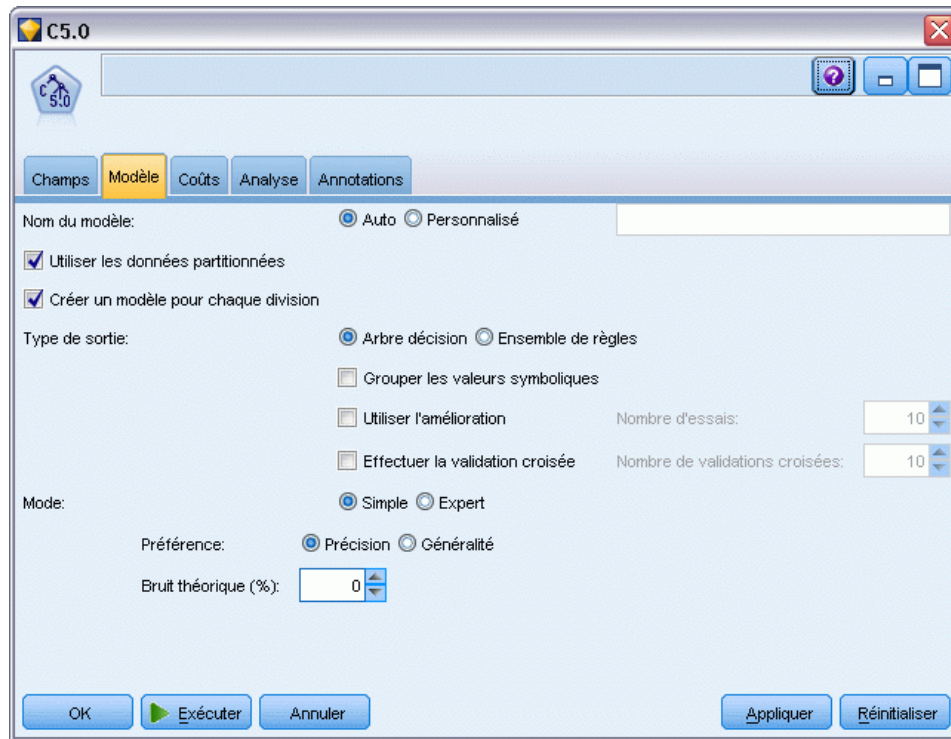 C5.0
C 5.0
Champs Modèle Coûts Analyse Annotations
Nom du modèle: Auto Personnalisé
Utiliser les données partitionnées
Créer un modèle pour chaque division
Type de sortie: Arbre décision Ensemble de règles
Grouper les valeurs symboliques
Utiliser l'amélioration Nombre d'essais: 10
Effectuer la validation croisée Nombre de validations croisées: 10
Mode: Simple Expert
Préférence: Précision Généralité
Bruit théorique (%): 0
OK Exécuter Annuler Appliquer Réinitialiser